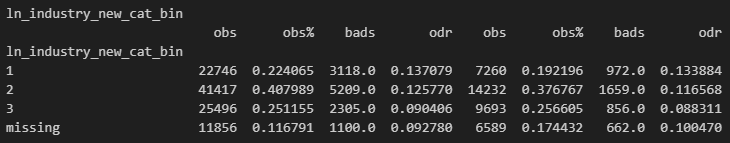 ln_industry_new_cat_bin
obs obs% bads odr obs obs% bads odr
ln_industry_new_cat_bin
1 22746 0.224065 3118.0 0.137079 7260 0.192196 972.0 0.133884
2 41417 0.407989 5209.0 0.125770 14232 0.376767 1659.0 0.116568
3 25496 0.251155 2305.0 0.090406 9693 0.256605 856.0 0.088311
missing 11856 0.116791 1100.0 0.092780 6589 0.174432 662.0 0.100470